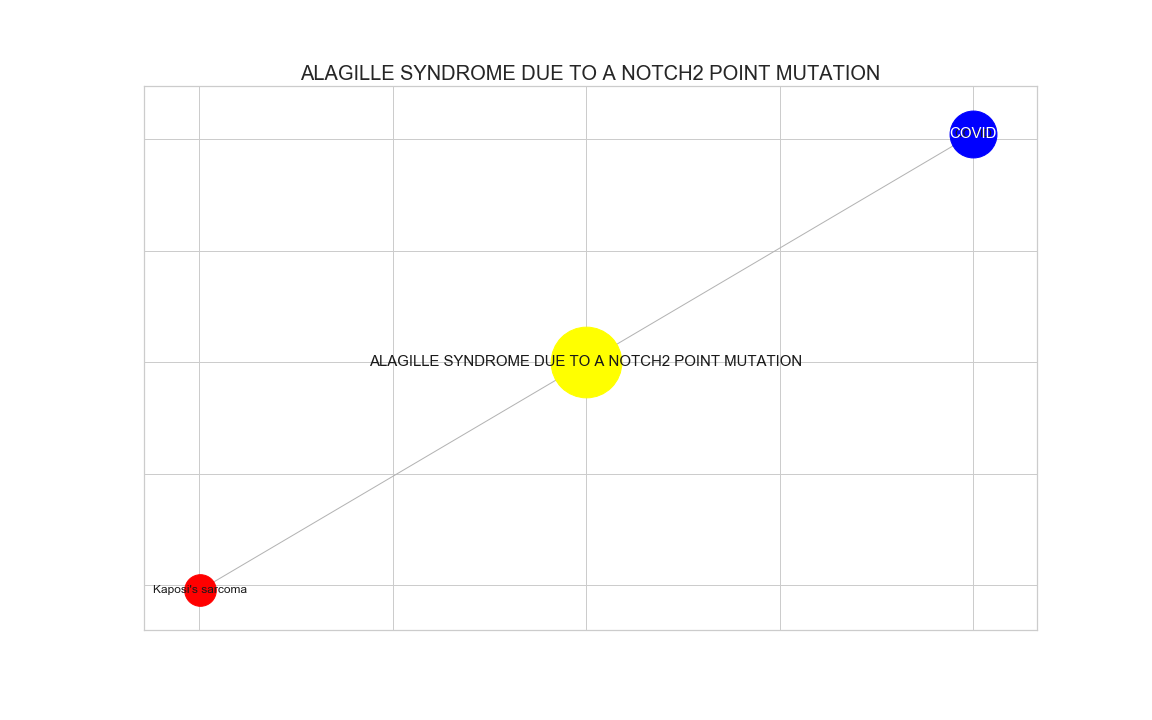 ALAGILLE SYNDROME DUE TO A NOTCH2 POINT MUTATION
COVID
ALAGILLE SYNDROME DUE TO A NOTCH2 POINT MUTATION
Kaposi's sarcoma